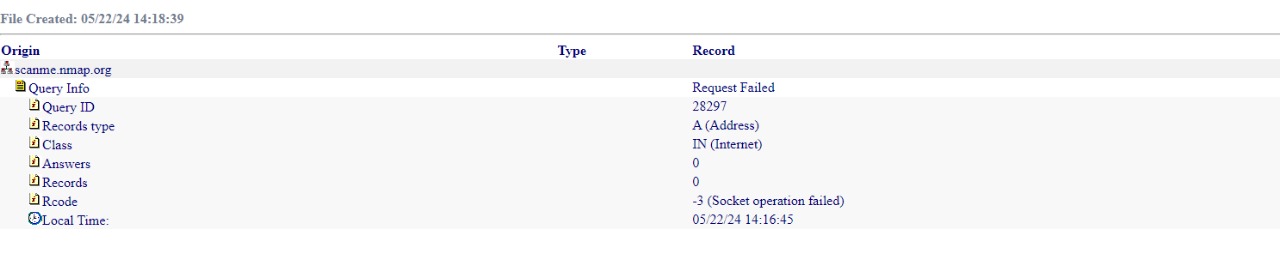 File Created: 05/22/24 14:18:39
Origin Type Record
scanme.nmap.org
Query Info Request Failed
Query ID 28297
Records type A (Address)
Class IN (Internet)
Answers 0
Records 0
Rcode -3 (Socket operation failed)
Local Time: 05/22/24 14:16:45